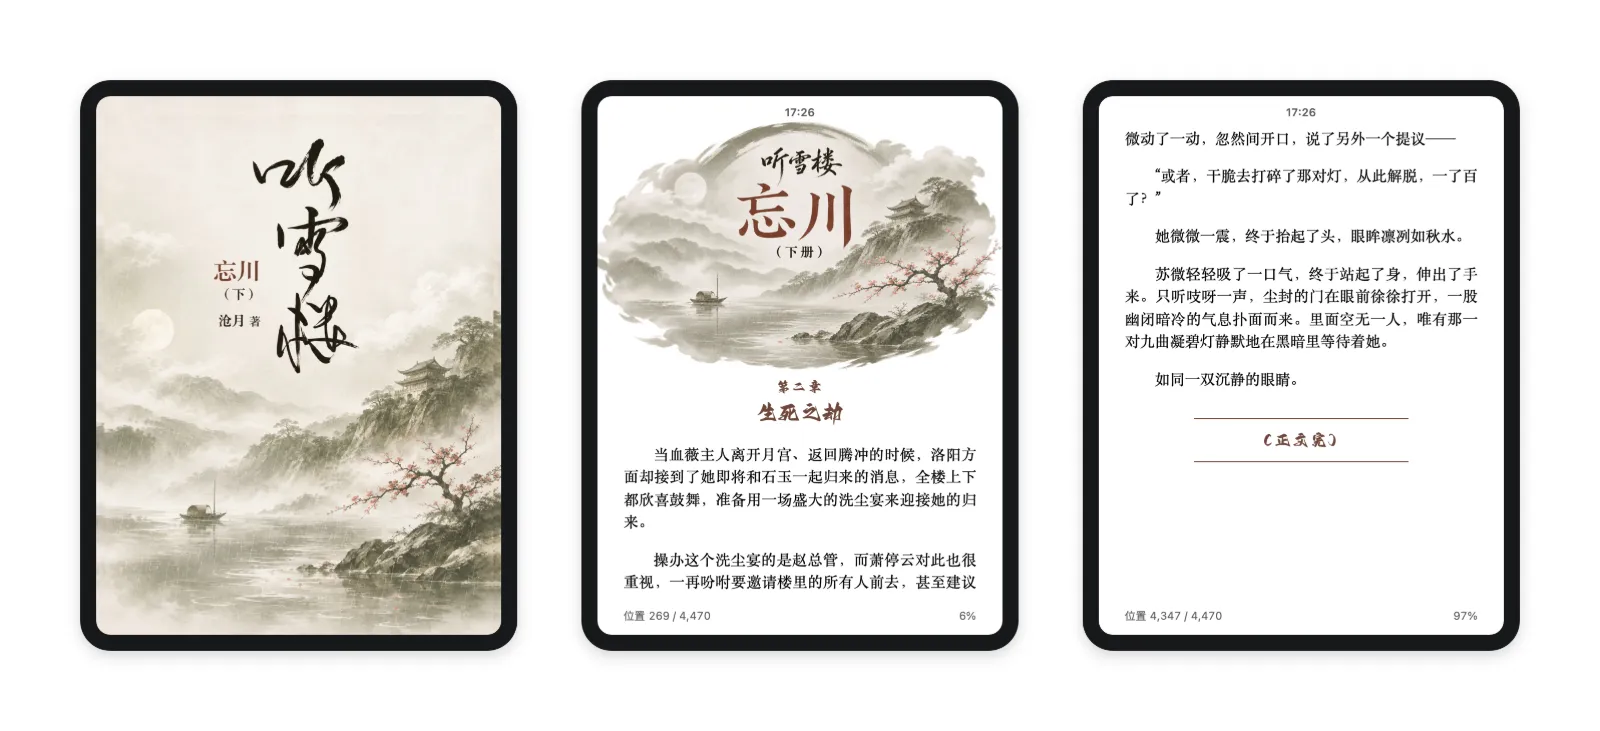 听雪楼
忘川
（下）
沧月 著
17:26
听雪楼
忘川
（下册）
第二章
生死之劫
当血薇主人离开月宫、返回腾冲的时候，洛阳方
面却接到了她即将和石玉一起归来的消息，全楼上下
都欣喜鼓舞，准备用一场盛大的洗尘宴来迎接她的归
来。
操办这个洗尘宴的是赵总管，而萧停云对此也很
重视，一再吩咐要邀请楼里的所有人前去，甚至建议
位置 269 / 4,470
6%
17:26
微动了一动，忽然间开口，说了另外一个提议——
“或者，干脆去打碎了那对灯，从此解脱，一了百
了？”
她微微一震，终于抬起了头，眼眸凛冽如秋水。
苏微轻轻吸了一口气，终于站起了身，伸出了手
来。只听吱呀一声，尘封的门在眼前徐徐打开，一股
幽闭暗冷的气息扑面而来。里面空无一人，唯有那一
对九曲凝碧灯静默地在黑暗里等待着她。
如同一双沉静的眼睛。
（正文完）
位置 4,347 / 4,470
97%